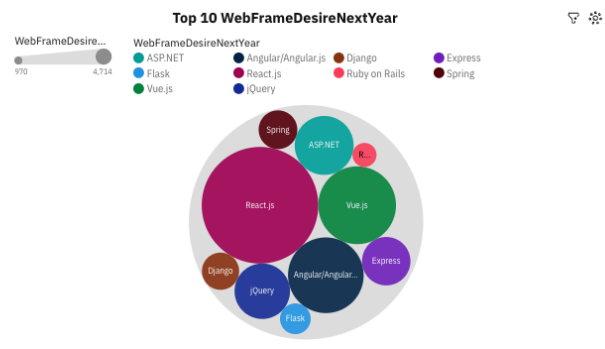 Top 10 WebFrameDesireNextYear
WebFrameDesire...
970 4,714
WebFrameDesireNextYear
ASP.NET Angular/Angular.js Django Express
Flask React.js Ruby on Rails Spring
Vue.js jQuery
Spring
ASP.NET
R...
React.js
Vue.js
Express
Django
Angular/Angular...
jQuery
Flask